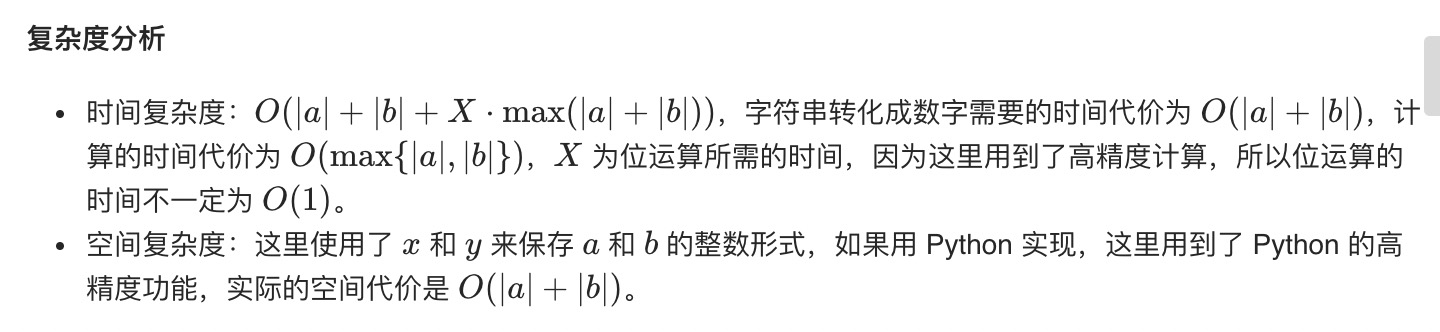 复杂度分析
• 时间复杂度：O(|a| + |b| + X · max(|a| + |b|))，字符串转化成数字需要的时间代价为 O(|a| + |b|)，计
算的时间代价为 O(max{|a|, |b|})，X 为位运算所需的时间，因为这里用到了高精度计算，所以位运算的
时间不一定为 O(1)。
• 空间复杂度：这里使用了 x 和 y 来保存 a 和 b 的整数形式，如果用 Python 实现，这里用到了 Python 的高
精度功能，实际的空间代价是 O(|a| + |b|)。